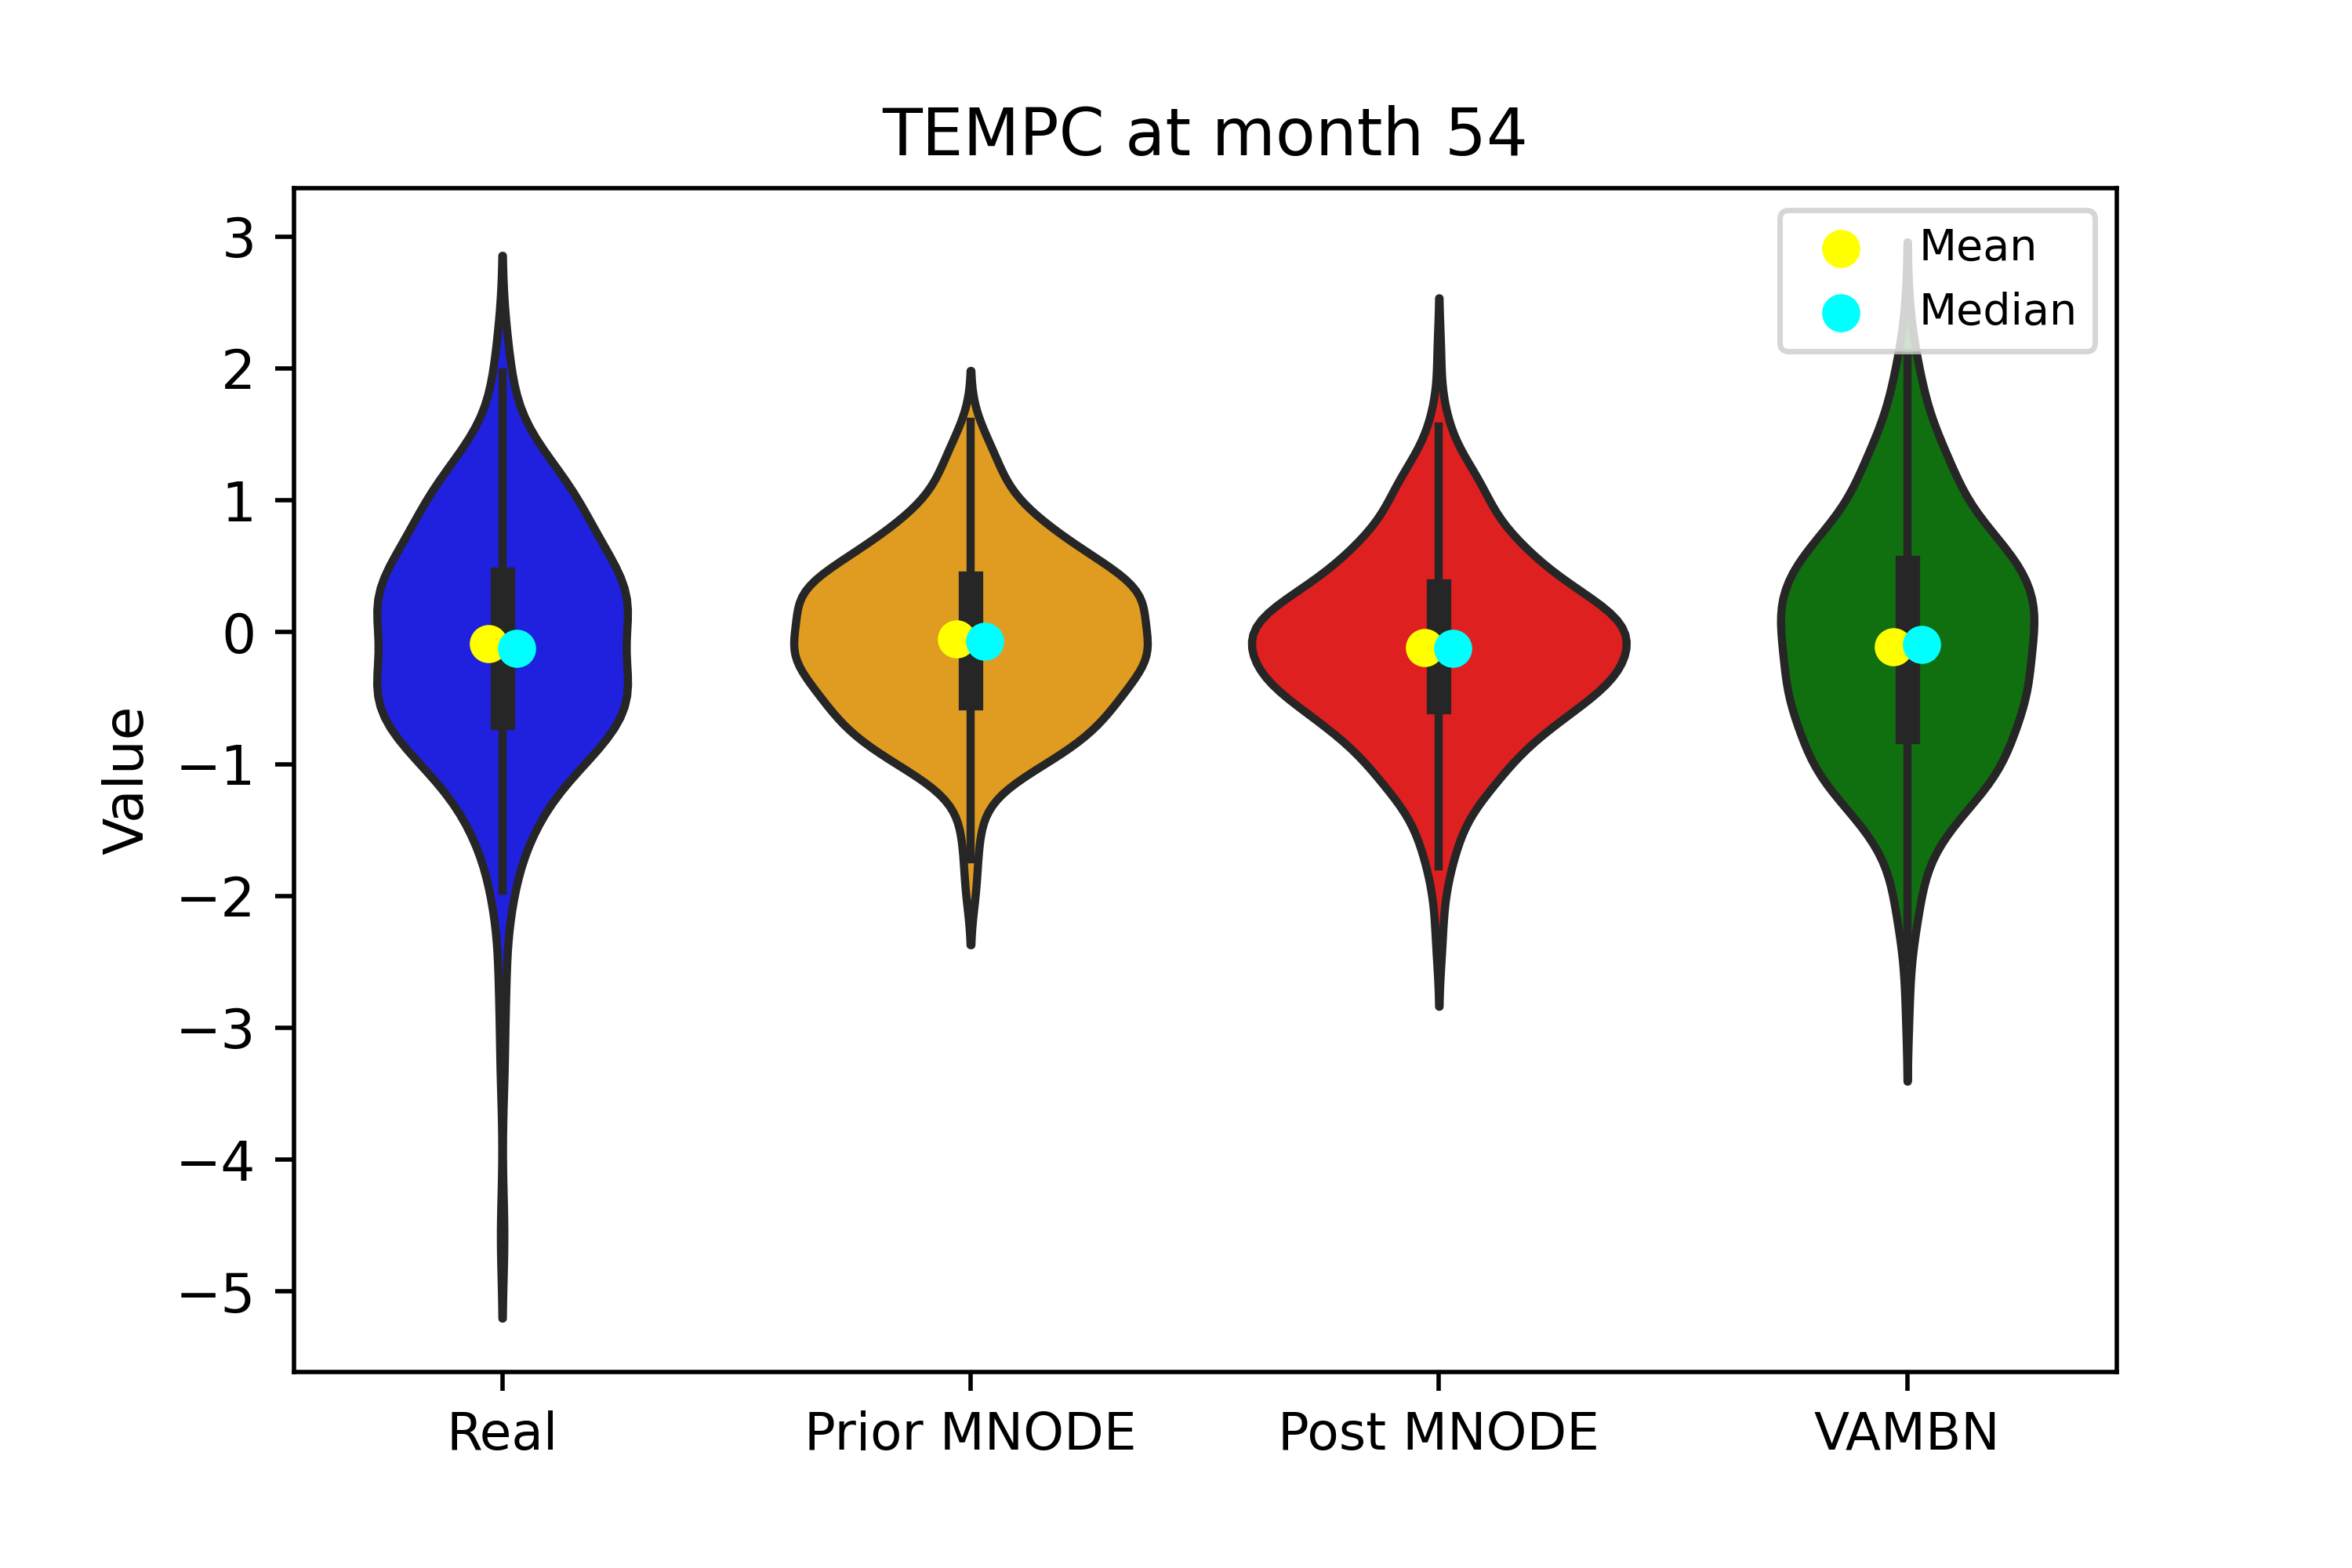 TEMPC at month 54
Mean
Median
3
2
1
0
−1
−2
−3
−4
−5
Value
Real
Prior MNODE
Post MNODE
VAMBN